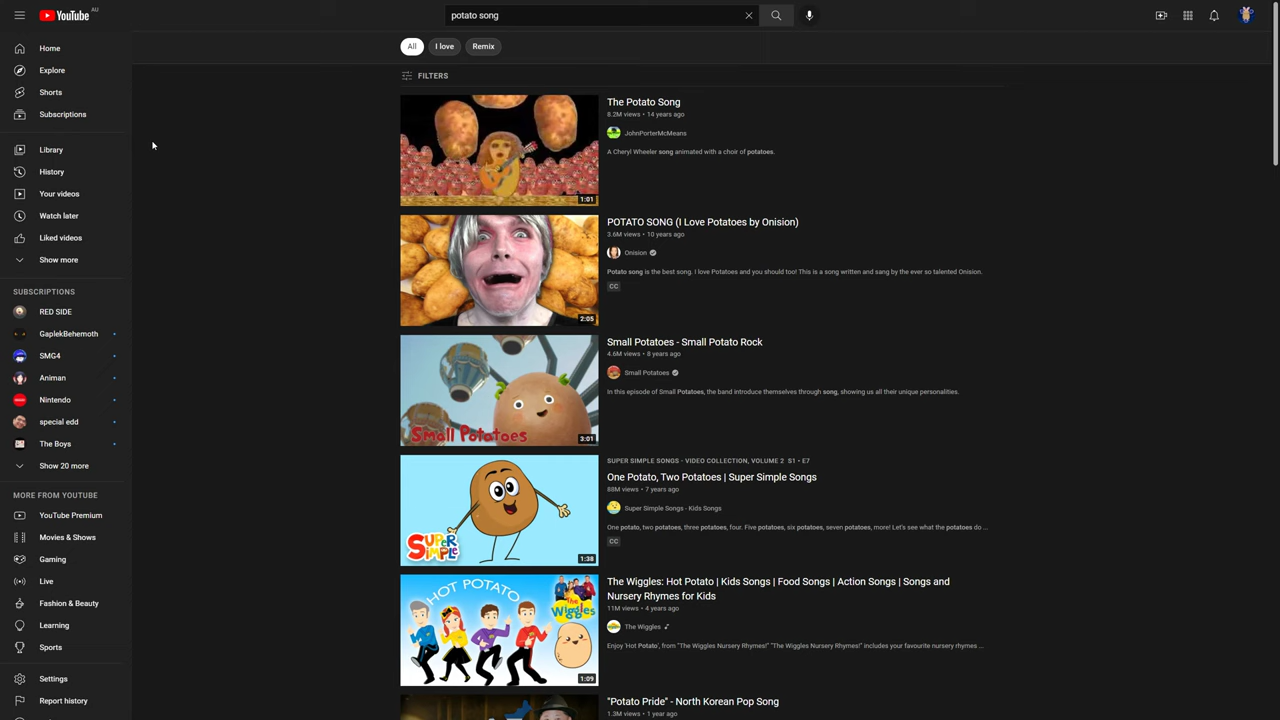 YouTube AU
potato song
Home
Explore
Shorts
Subscriptions
Library
History
Your videos
Watch later
Liked videos
Show more
SUBSCRIPTIONS
RED SIDE
GaplekBehemoth
SMG4
Animan
Nintendo
special edd
The Boys
Show 20 more
MORE FROM YOUTUBE
YouTube Premium
Movies & Shows
Gaming
Live
Fashion & Beauty
Learning
Sports
Settings
Report history
All I love Remix
FILTERS
1:01
The Potato Song
8.2M views • 14 years ago
JohnPorterMcMeans
A Cheryl Wheeler song animated with a choir of potatoes.
2:05
POTATO SONG (I Love Potatoes by Onision)
3.6M views • 10 years ago
Onision
Potato song is the best song. I love Potatoes and you should too! This is a song written and sang by the ever so talented Onision.
CC
Small Potatoes
3:01
Small Potatoes - Small Potato Rock
4.6M views • 8 years ago
Small Potatoes
In this episode of Small Potatoes, the band introduce themselves through song, showing us all their unique personalities.
SUPER SIMPLE
1:38
SUPER SIMPLE SONGS - VIDEO COLLECTION, VOLUME 2 S1 • E7
One Potato, Two Potatoes | Super Simple Songs
88M views • 7 years ago
Super Simple Songs - Kids Songs
One potato, two potatoes, three potatoes, four. Five potatoes, six potatoes, seven potatoes, more! Let's see what the potatoes do ...
CC
HOT POTATO
The Wiggles
1:09
The Wiggles: Hot Potato | Kids Songs | Food Songs | Action Songs | Songs and
Nursery Rhymes for Kids
11M views • 4 years ago
The Wiggles
Enjoy 'Hot Potato', from "The Wiggles Nursery Rhymes!" "The Wiggles Nursery Rhymes!" includes your favourite nursery rhymes ...
"Potato Pride" - North Korean Pop Song
1.3M views • 1 year ago